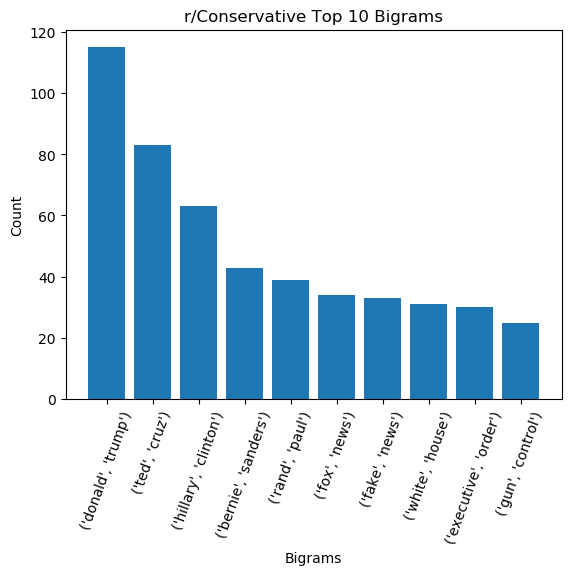 r/Conservative Top 10 Bigrams
120
100
80
60
40
20
0
Count
('donald', 'trump')
('ted', 'cruz')
('hillary', 'clinton')
('bernie', 'sanders')
('rand', 'paul')
('fox', 'news')
('fake', 'news')
('white', 'house')
('executive', 'order')
('gun', 'control')
Bigrams